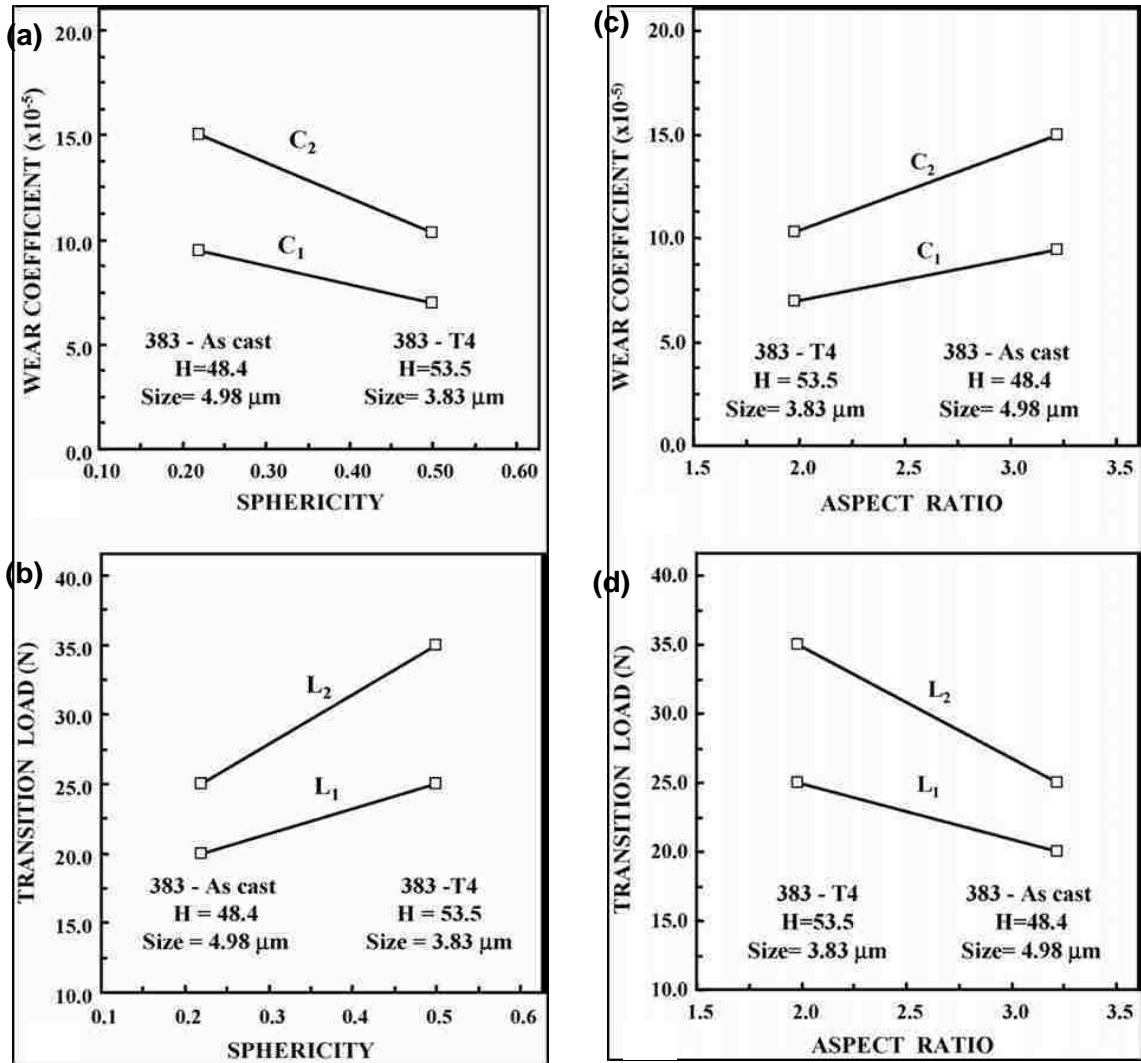 (a)
WEAR COEFFICIENT (x10⁻⁵)
20.0
15.0
10.0
5.0
0.0
C₂
C₁
383 - As cast
H=48.4
Size= 4.98 µm
383 - T4
H=53.5
Size= 3.83 µm
0.10 0.20 0.30 0.40 0.50 0.60
SPHERICITY
(c)
WEAR COEFFICIENT (x10⁻⁵)
20.0
15.0
10.0
5.0
0.0
C₂
C₁
383 - T4
H = 53.5
Size= 3.83 µm
383 - As cast
H = 48.4
Size= 4.98 µm
1.5 2.0 2.5 3.0 3.5
ASPECT RATIO
(b)
TRANSITION LOAD (N)
40.0
35.0
30.0
25.0
20.0
15.0
10.0
L₂
L₁
383 - As cast
H = 48.4
Size = 4.98 µm
383 -T4
H = 53.5
Size = 3.83 µm
0.1 0.2 0.3 0.4 0.5 0.6
SPHERICITY
(d)
TRANSITION LOAD (N)
40.0
35.0
30.0
25.0
20.0
15.0
10.0
L₂
L₁
383 - T4
H=53.5
Size= 3.83 µm
383 - As cast
H=48.4
Size= 4.98 µm
1.5 2.0 2.5 3.0 3.5
ASPECT RATIO